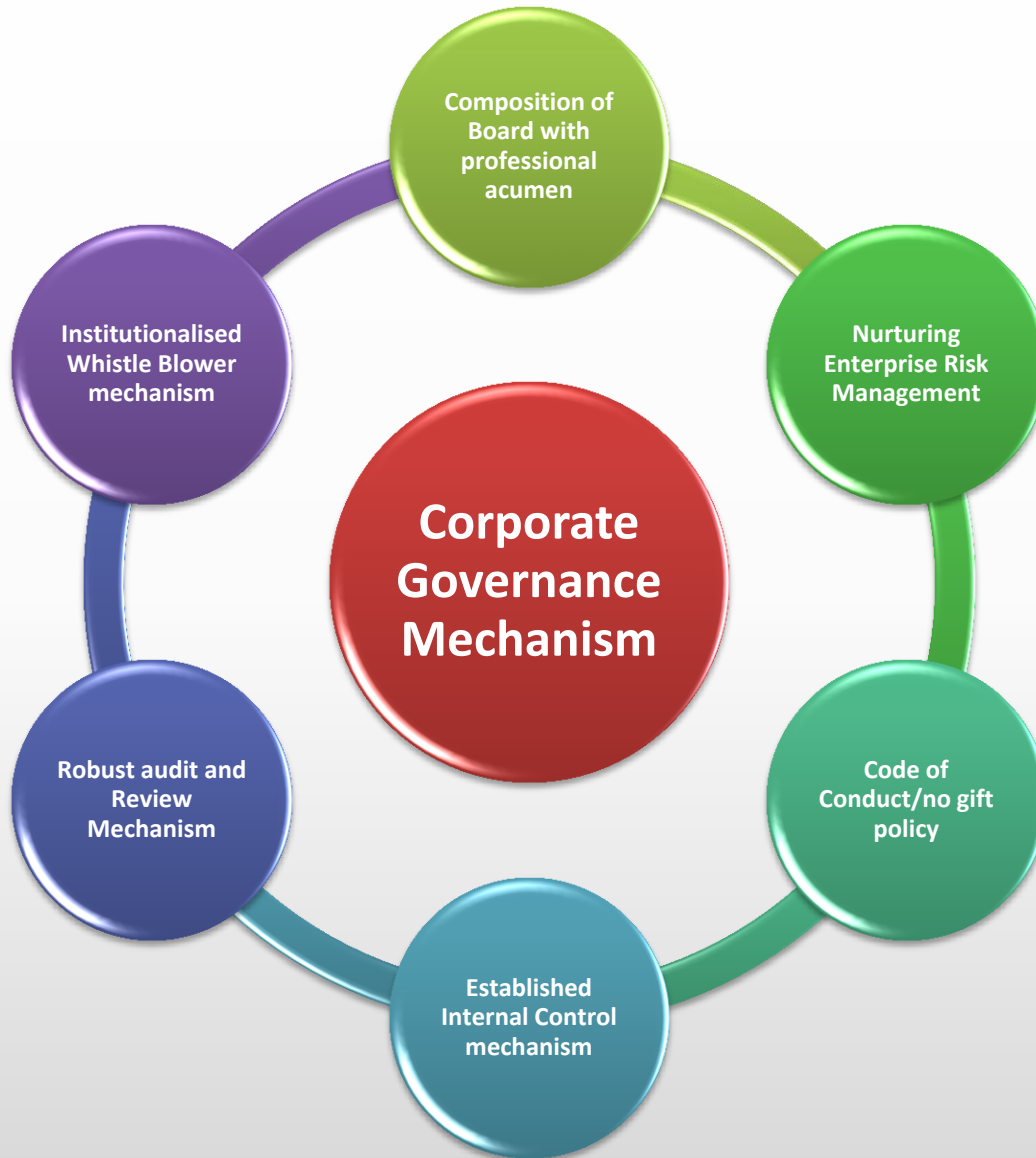 Composition of
Board with
professional
acumen
Nurturing
Enterprise Risk
Management
Code of
Conduct/no gift
policy
Established
Internal Control
mechanism
Robust audit and
Review
Mechanism
Institutionalised
Whistle Blower
mechanism
Corporate
Governance
Mechanism